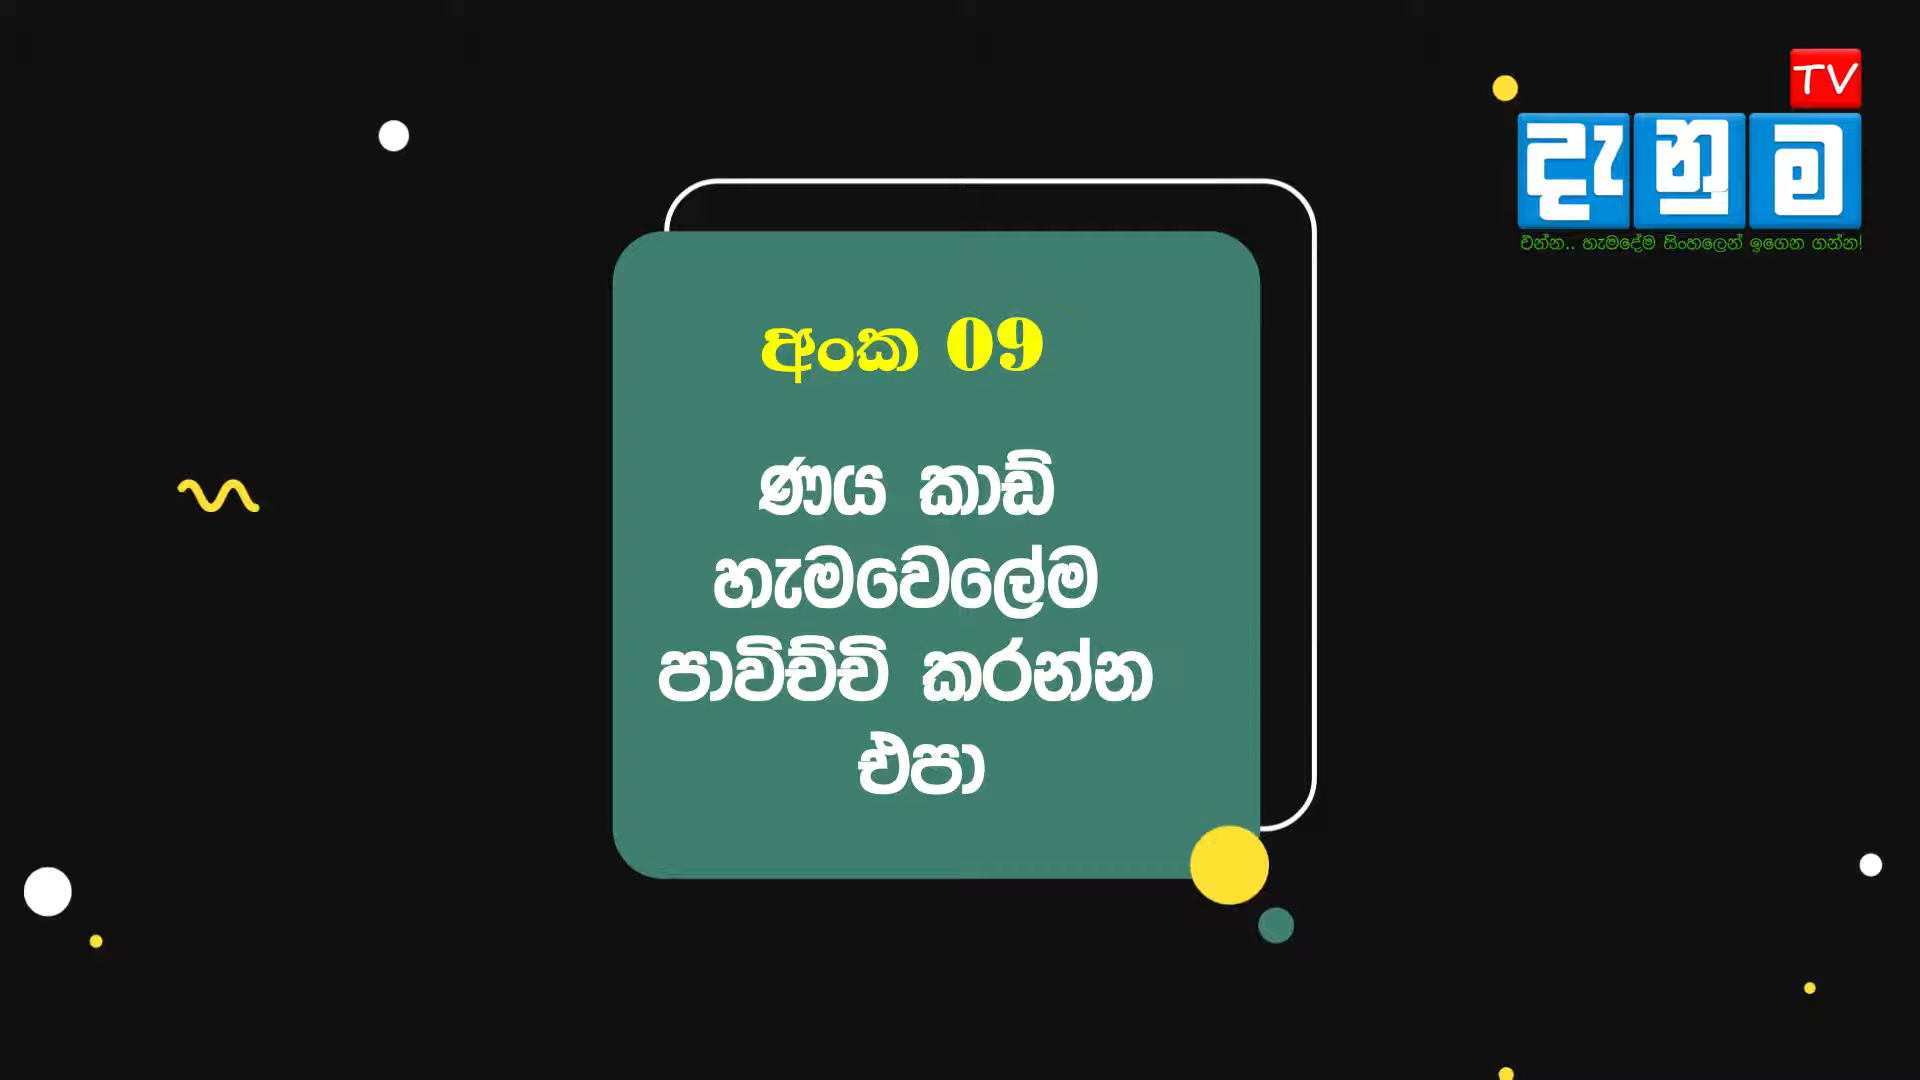 TV
දැනුම
එන්න.. හැමදේම සිංහලෙන් ඉගෙන ගන්න!
අංක 09
ණය කාඩ්
හැමවෙලේම
පාවිච්චි කරන්න
එපා